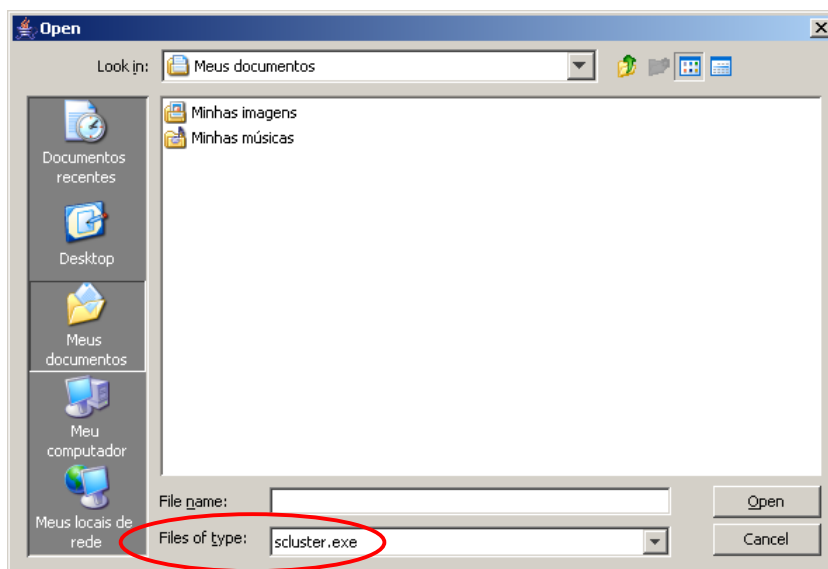 Open
Look in:
Meus documentos
Minhas imagens
Minhas músicas
Documentos
recentes
Desktop
Meus
documentos
Meu
computador
Meus locais de
rede
File name:
Open
Files of type:
scluster.exe
Cancel